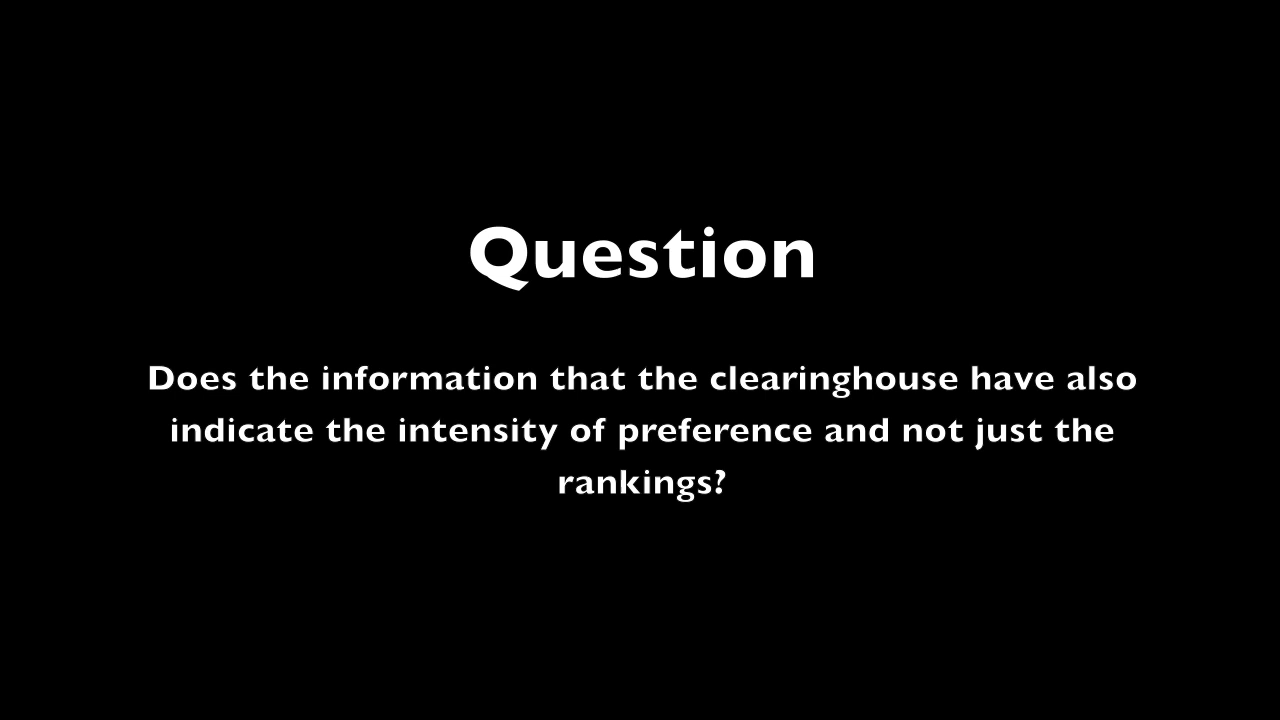 Question
Does the information that the clearinghouse have also
indicate the intensity of preference and not just the
rankings?